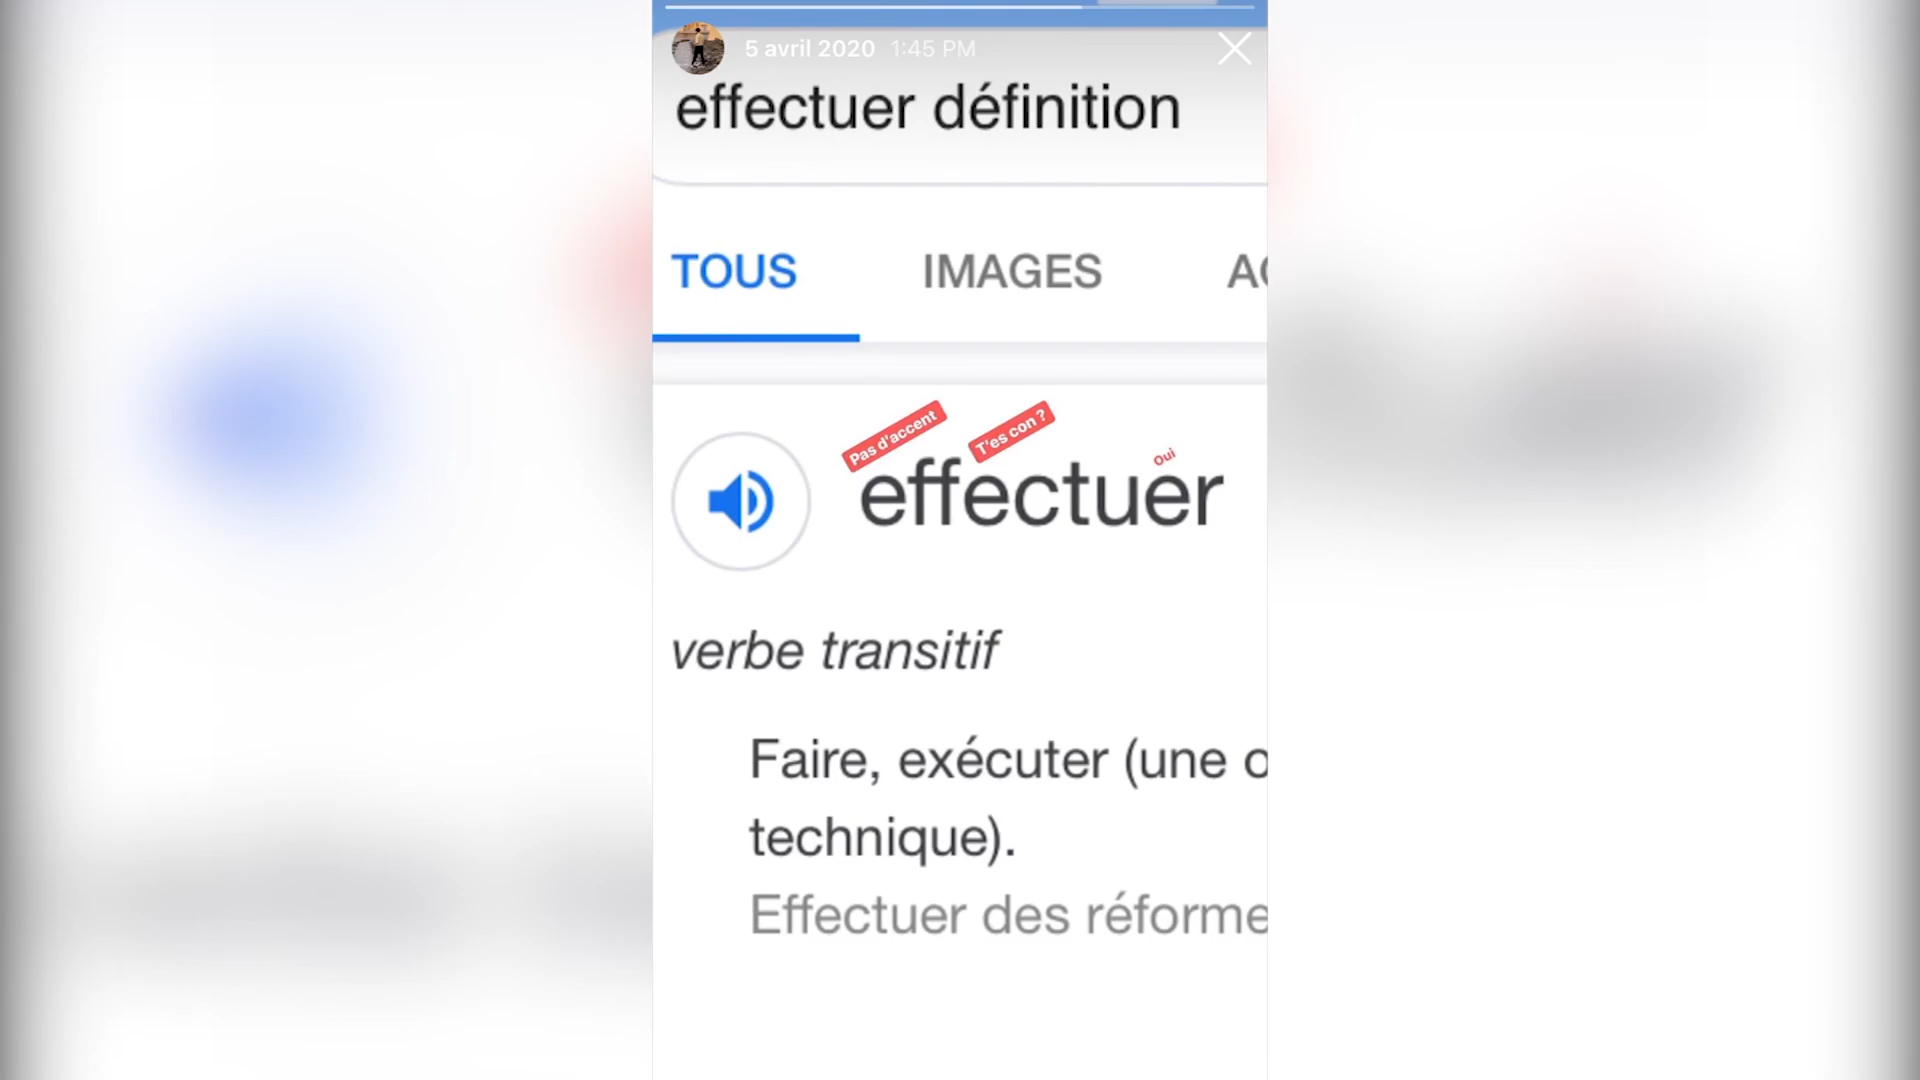 5 avril 2020 1:45 PM
effectuer définition
TOUS IMAGES AC
Pas d'accent T'es con ? Oui
effectuer
verbe transitif
Faire, exécuter (une o
technique).
Effectuer des réforme